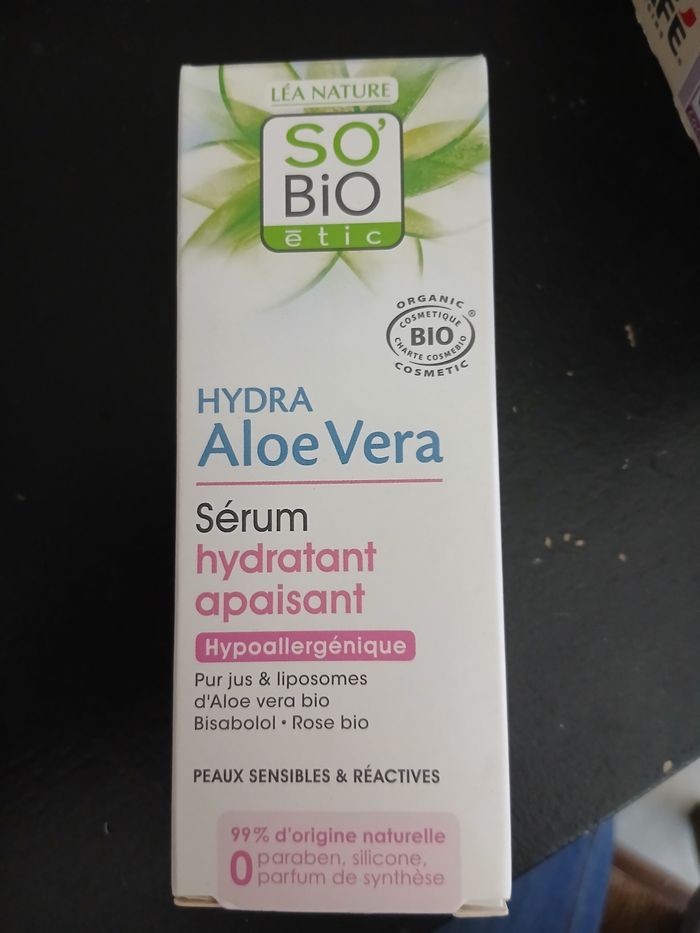 LÉA NATURE
SO'
BiO
ētic
ORGANIC
COSMETIQUE
BIO
CHARTE COSMEBIO
COSMETIC
®
HYDRA
Aloe Vera
Sérum
hydratant
apaisant
Hypoallergénique
Pur jus & liposomes
d'Aloe vera bio
Bisabolol • Rose bio
PEAUX SENSIBLES & RÉACTIVES
99% d'origine naturelle
0 paraben, silicone,
parfum de synthèse